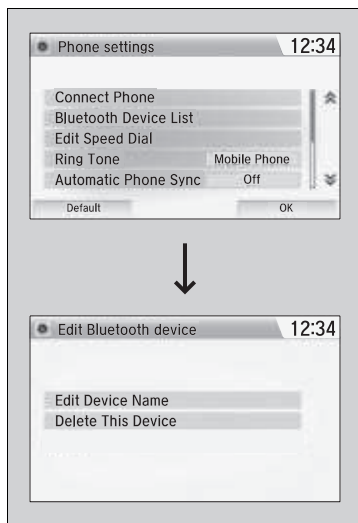 Phone settings 12:34
Connect Phone
Bluetooth Device List
Edit Speed Dial
Ring Tone Mobile Phone
Automatic Phone Sync Off
Default OK
Edit Bluetooth device 12:34
Edit Device Name
Delete This Device